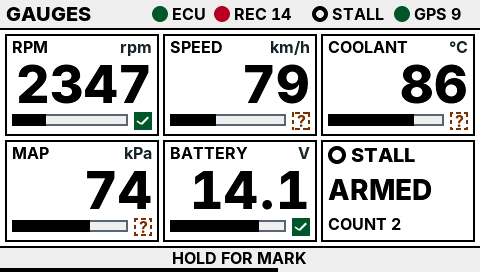 GAUGES ECU REC 14 STALL GPS 9
RPM rpm
2347
SPEED km/h
79
?
COOLANT °C
86
?
MAP kPa
74
?
BATTERY V
14.1
STALL
ARMED
COUNT 2
HOLD FOR MARK